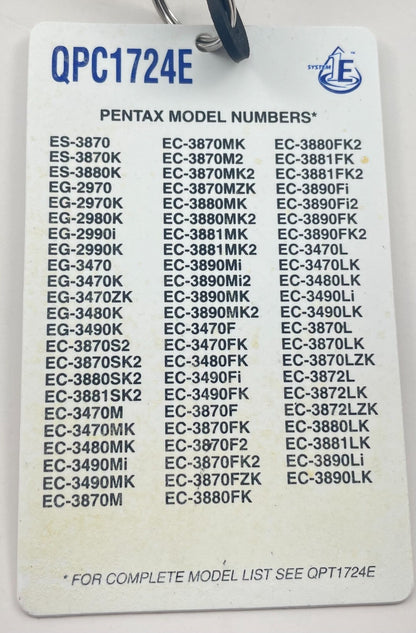 QPC1724E
SYSTEM 1E
™
PENTAX MODEL NUMBERS*
ES-3870
ES-3870K
ES-3880K
EG-2970
EG-2970K
EG-2980K
EG-2990i
EG-2990K
EG-3470
EG-3470K
EG-3470ZK
EG-3480K
EG-3490K
EC-3870S2
EC-3870SK2
EC-3880SK2
EC-3881SK2
EC-3470M
EC-3470MK
EC-3480MK
EC-3490Mi
EC-3490MK
EC-3870M
EC-3870MK
EC-3870M2
EC-3870MK2
EC-3870MZK
EC-3880MK
EC-3880MK2
EC-3881MK
EC-3881MK2
EC-3890Mi
EC-3890Mi2
EC-3890MK
EC-3890MK2
EC-3470F
EC-3470FK
EC-3480FK
EC-3490Fi
EC-3490FK
EC-3870F
EC-3870FK
EC-3870F2
EC-3870FK2
EC-3870FZK
EC-3880FK
EC-3880FK2
EC-3881FK
EC-3881FK2
EC-3890Fi
EC-3890Fi2
EC-3890FK
EC-3890FK2
EC-3470L
EC-3470LK
EC-3480LK
EC-3490Li
EC-3490LK
EC-3870L
EC-3870LK
EC-3870LZK
EC-3872L
EC-3872LK
EC-3872LZK
EC-3880LK
EC-3881LK
EC-3890Li
EC-3890LK
* FOR COMPLETE MODEL LIST SEE QPT1724E